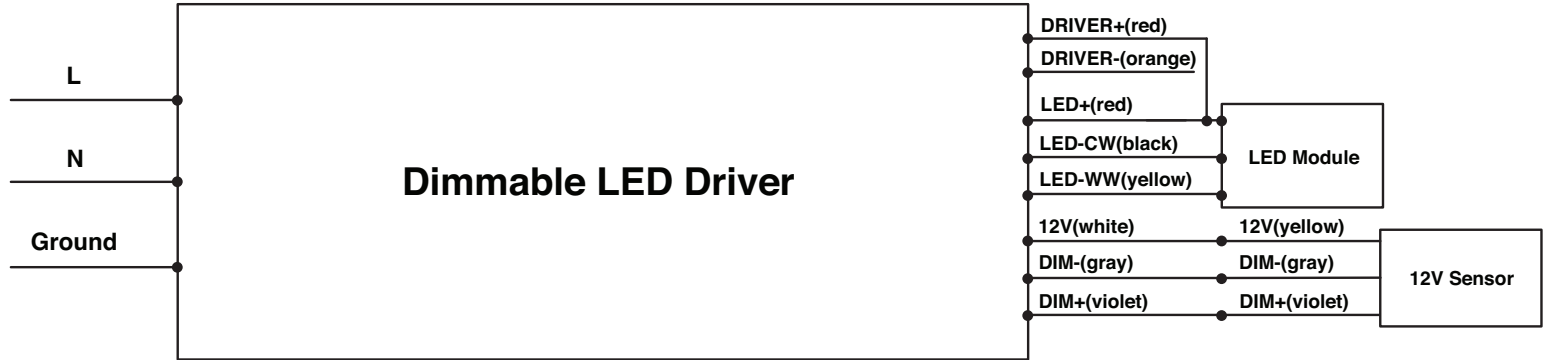 L
N
Ground
Dimmable LED Driver
DRIVER+(red)
DRIVER-(orange)
LED+(red)
LED-CW(black)
LED-WW(yellow)
LED Module
12V(white)
12V(yellow)
DIM-(gray)
DIM-(gray)
DIM+(violet)
DIM+(violet)
12V Sensor